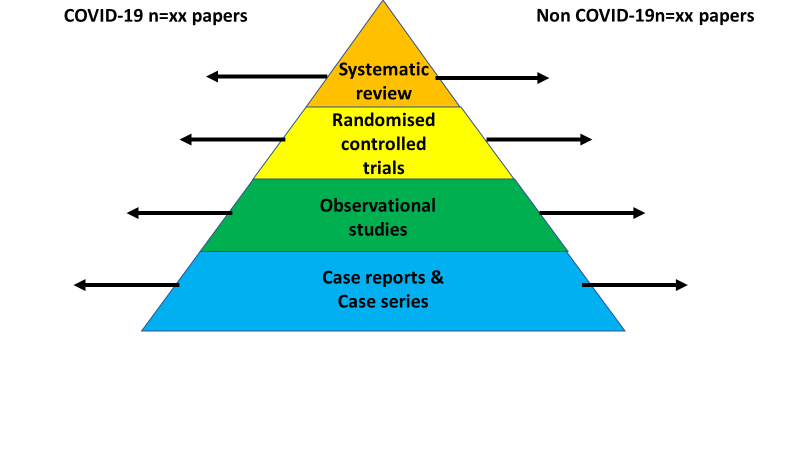 COVID-19 n=xx papers
Non COVID-19n=xx papers
Systematic
review
Randomised
controlled
trials
Observational
studies
Case reports &
Case series